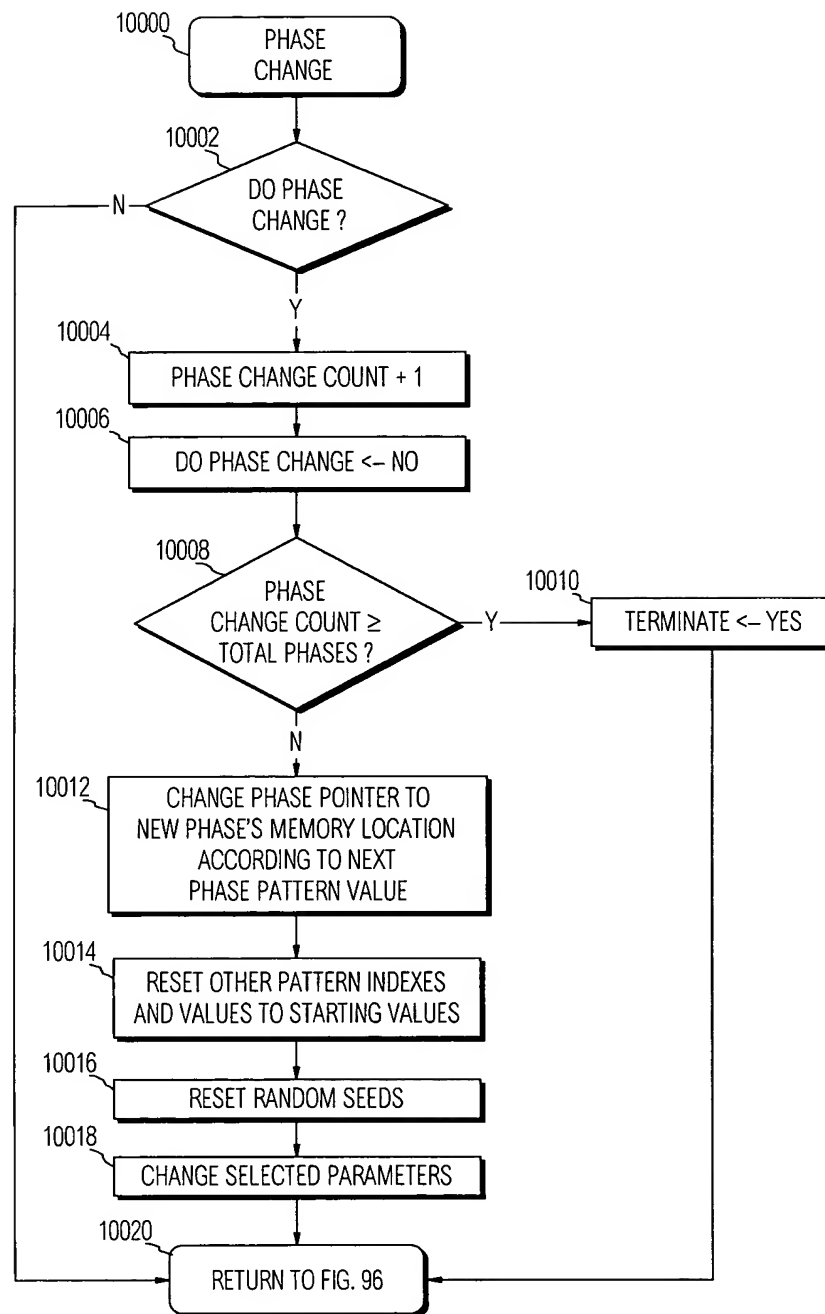 10000
PHASE
CHANGE
10002
DO PHASE
CHANGE ?
N
Y
10004
PHASE CHANGE COUNT + 1
10006
DO PHASE CHANGE <– NO
10008
PHASE
CHANGE COUNT ≥
TOTAL PHASES ?
Y
10010
TERMINATE <– YES
N
10012
CHANGE PHASE POINTER TO
NEW PHASE'S MEMORY LOCATION
ACCORDING TO NEXT
PHASE PATTERN VALUE
10014
RESET OTHER PATTERN INDEXES
AND VALUES TO STARTING VALUES
10016
RESET RANDOM SEEDS
10018
CHANGE SELECTED PARAMETERS
10020
RETURN TO FIG. 96